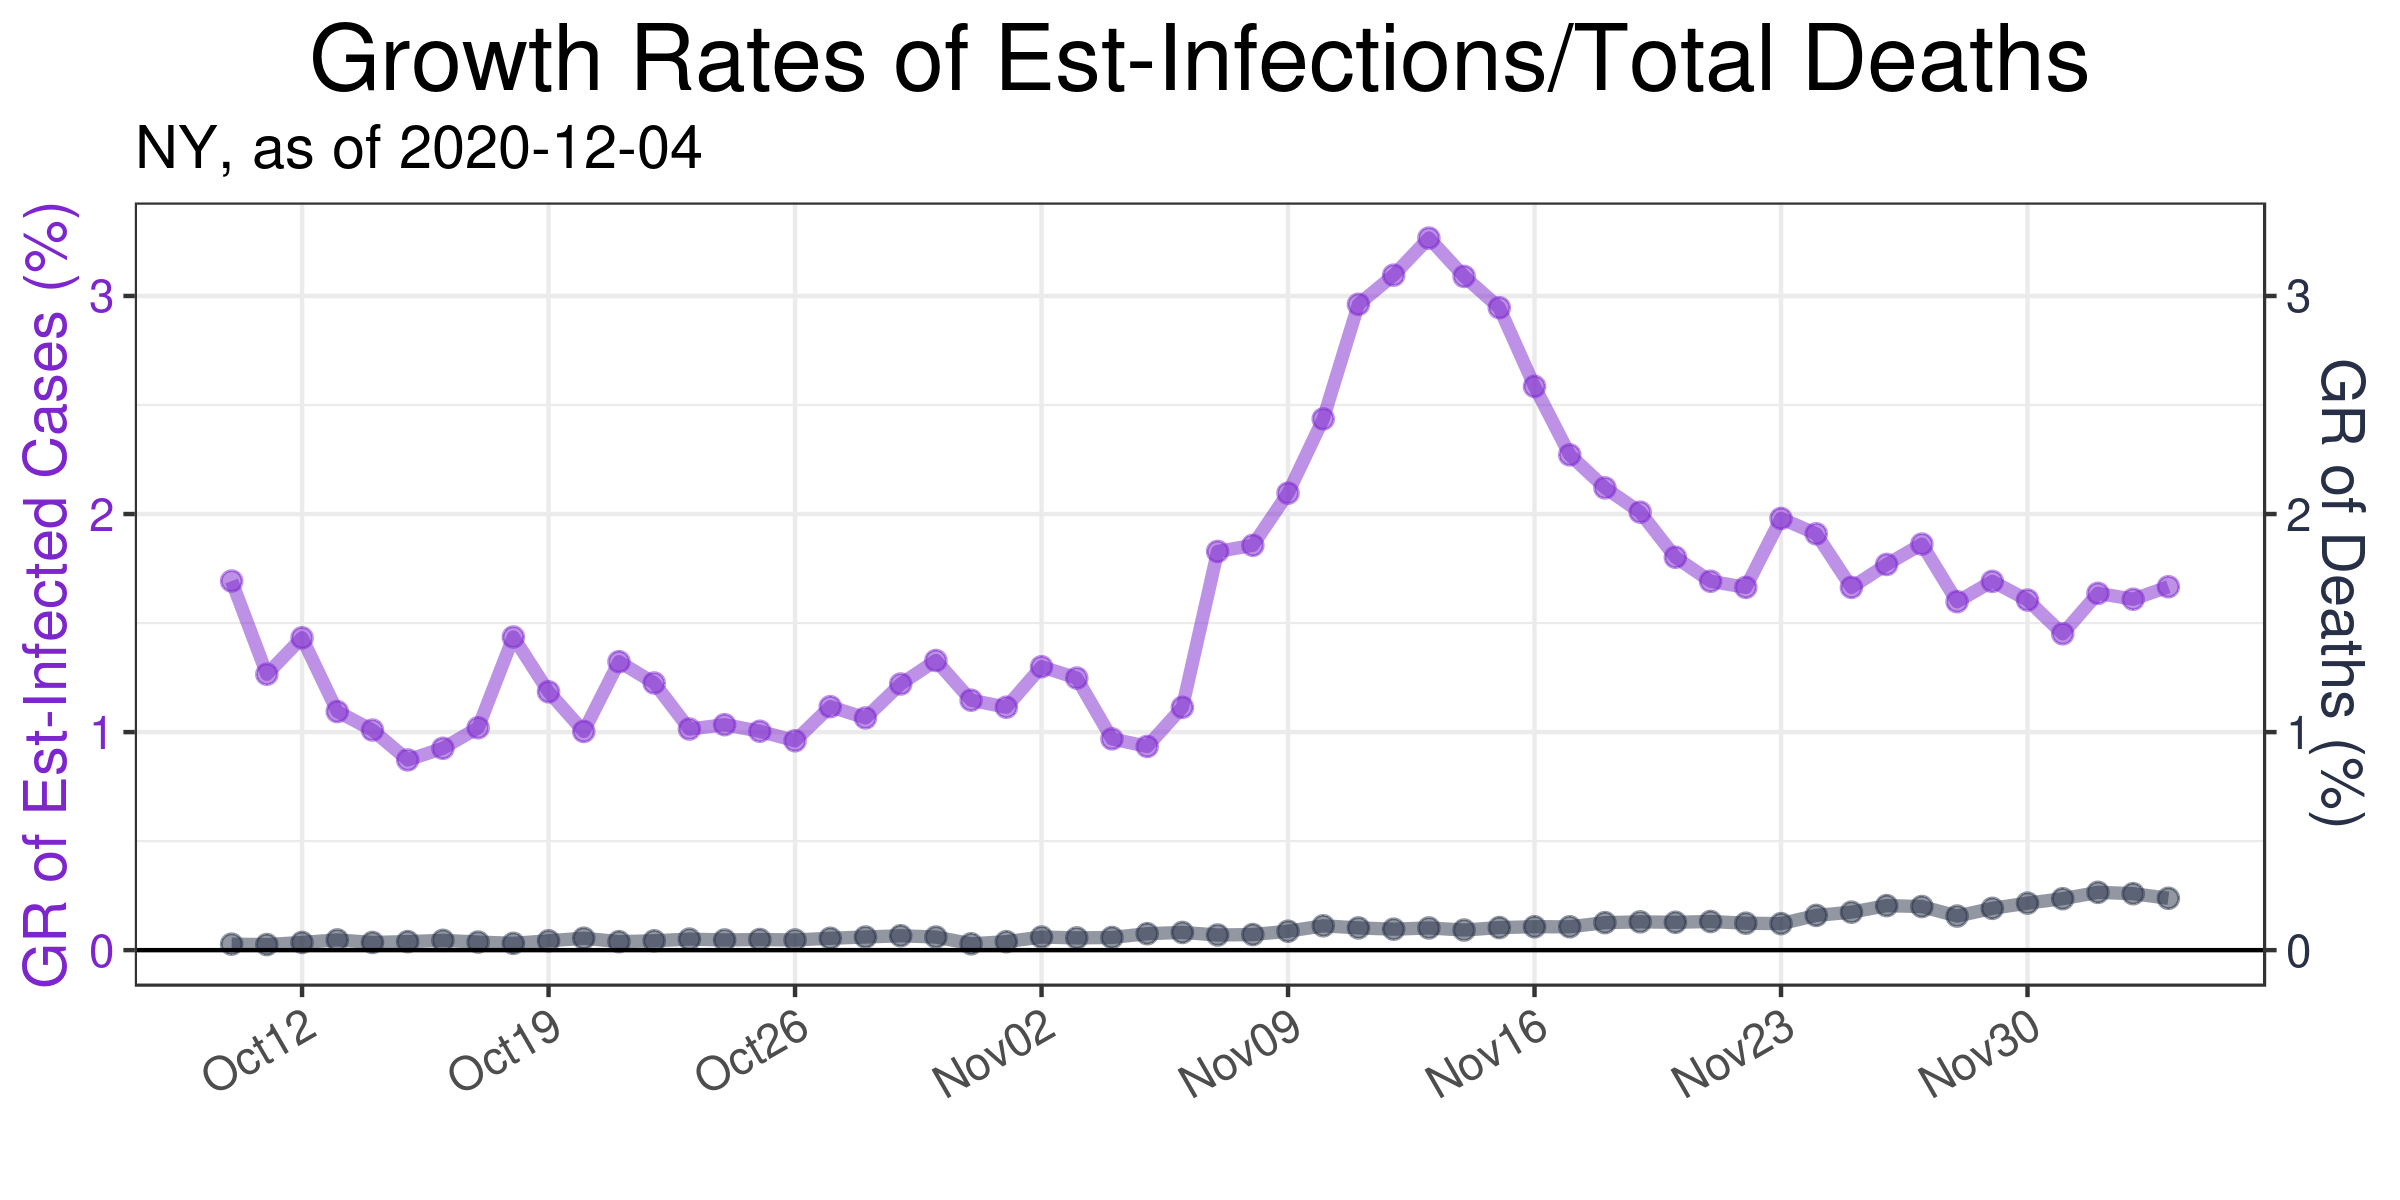 Growth Rates of Est-Infections/Total Deaths
NY, as of 2020-12-04
GR of Est-Infected Cases (%)
3
2
1
0
3
2
1
0
GR of Deaths (%)
Oct12
Oct19
Oct26
Nov02
Nov09
Nov16
Nov23
Nov30